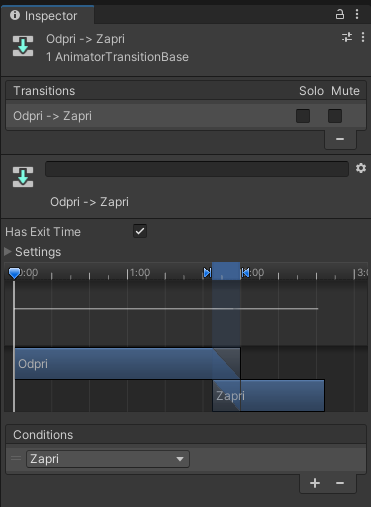 Inspector
Odpri -> Zapri
1 AnimatorTransitionBase
Transitions Solo Mute
Odpri -> Zapri
Odpri -> Zapri
Has Exit Time
Settings
0:00 1:00 :00 3:0
Odpri
Zapri
Conditions
Zapri